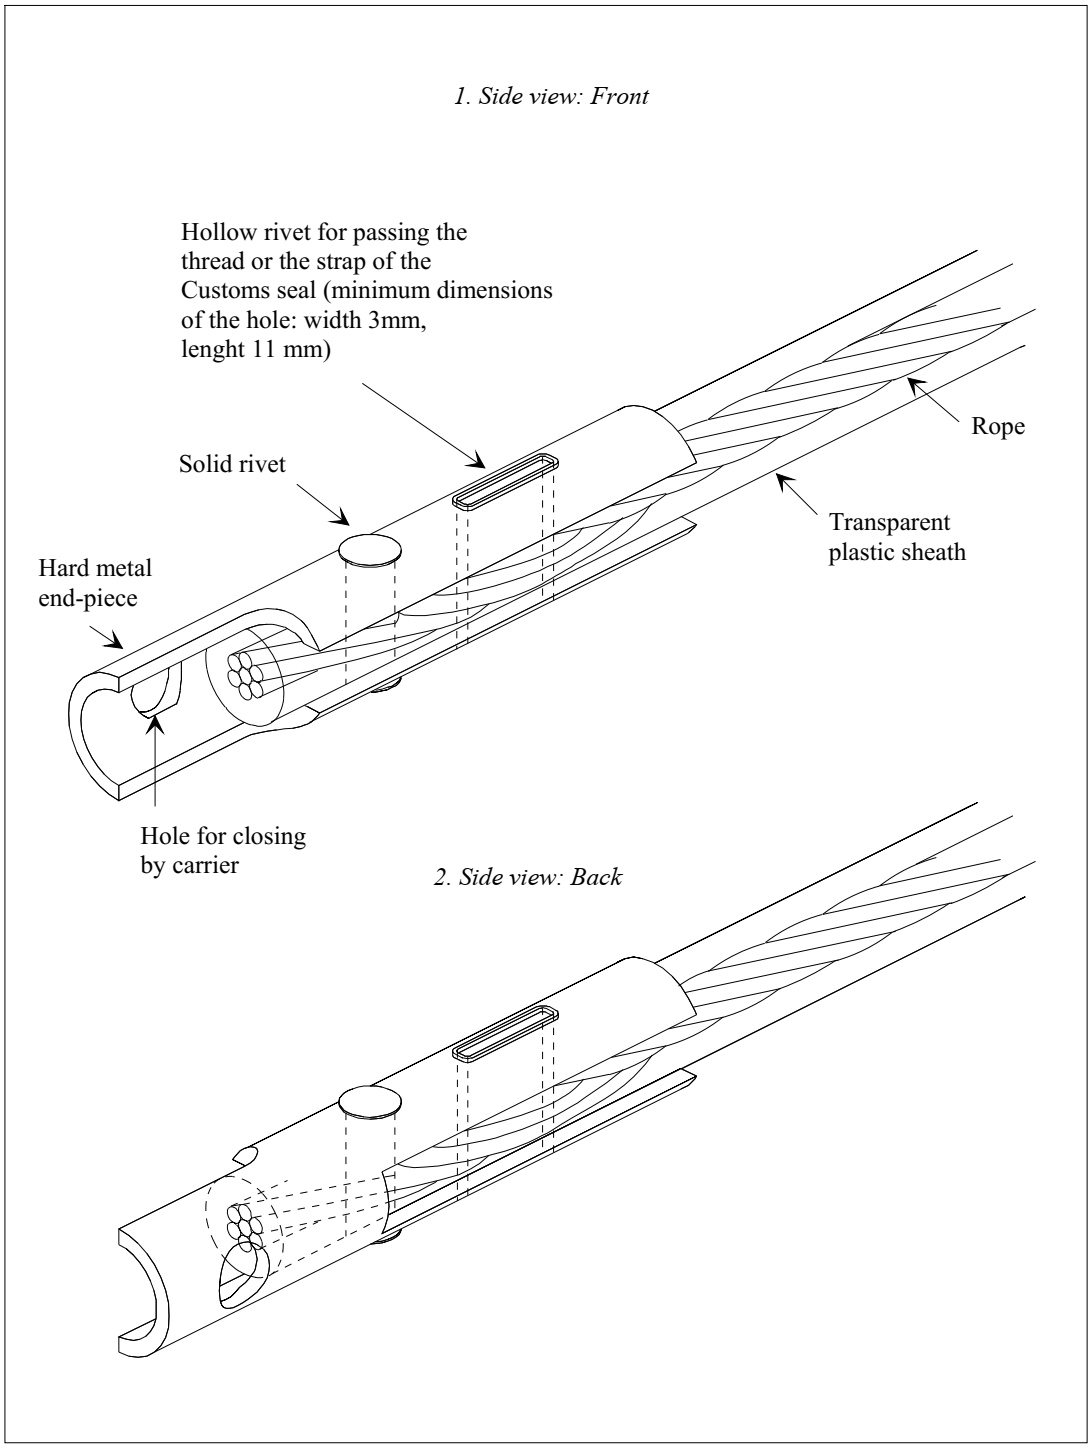 1. Side view: Front
Hollow rivet for passing the
thread or the strap of the
Customs seal (minimum dimensions
of the hole: width 3mm,
lenght 11 mm)
Rope
Solid rivet
Transparent
plastic sheath
Hard metal
end-piece
Hole for closing
by carrier
2. Side view: Back